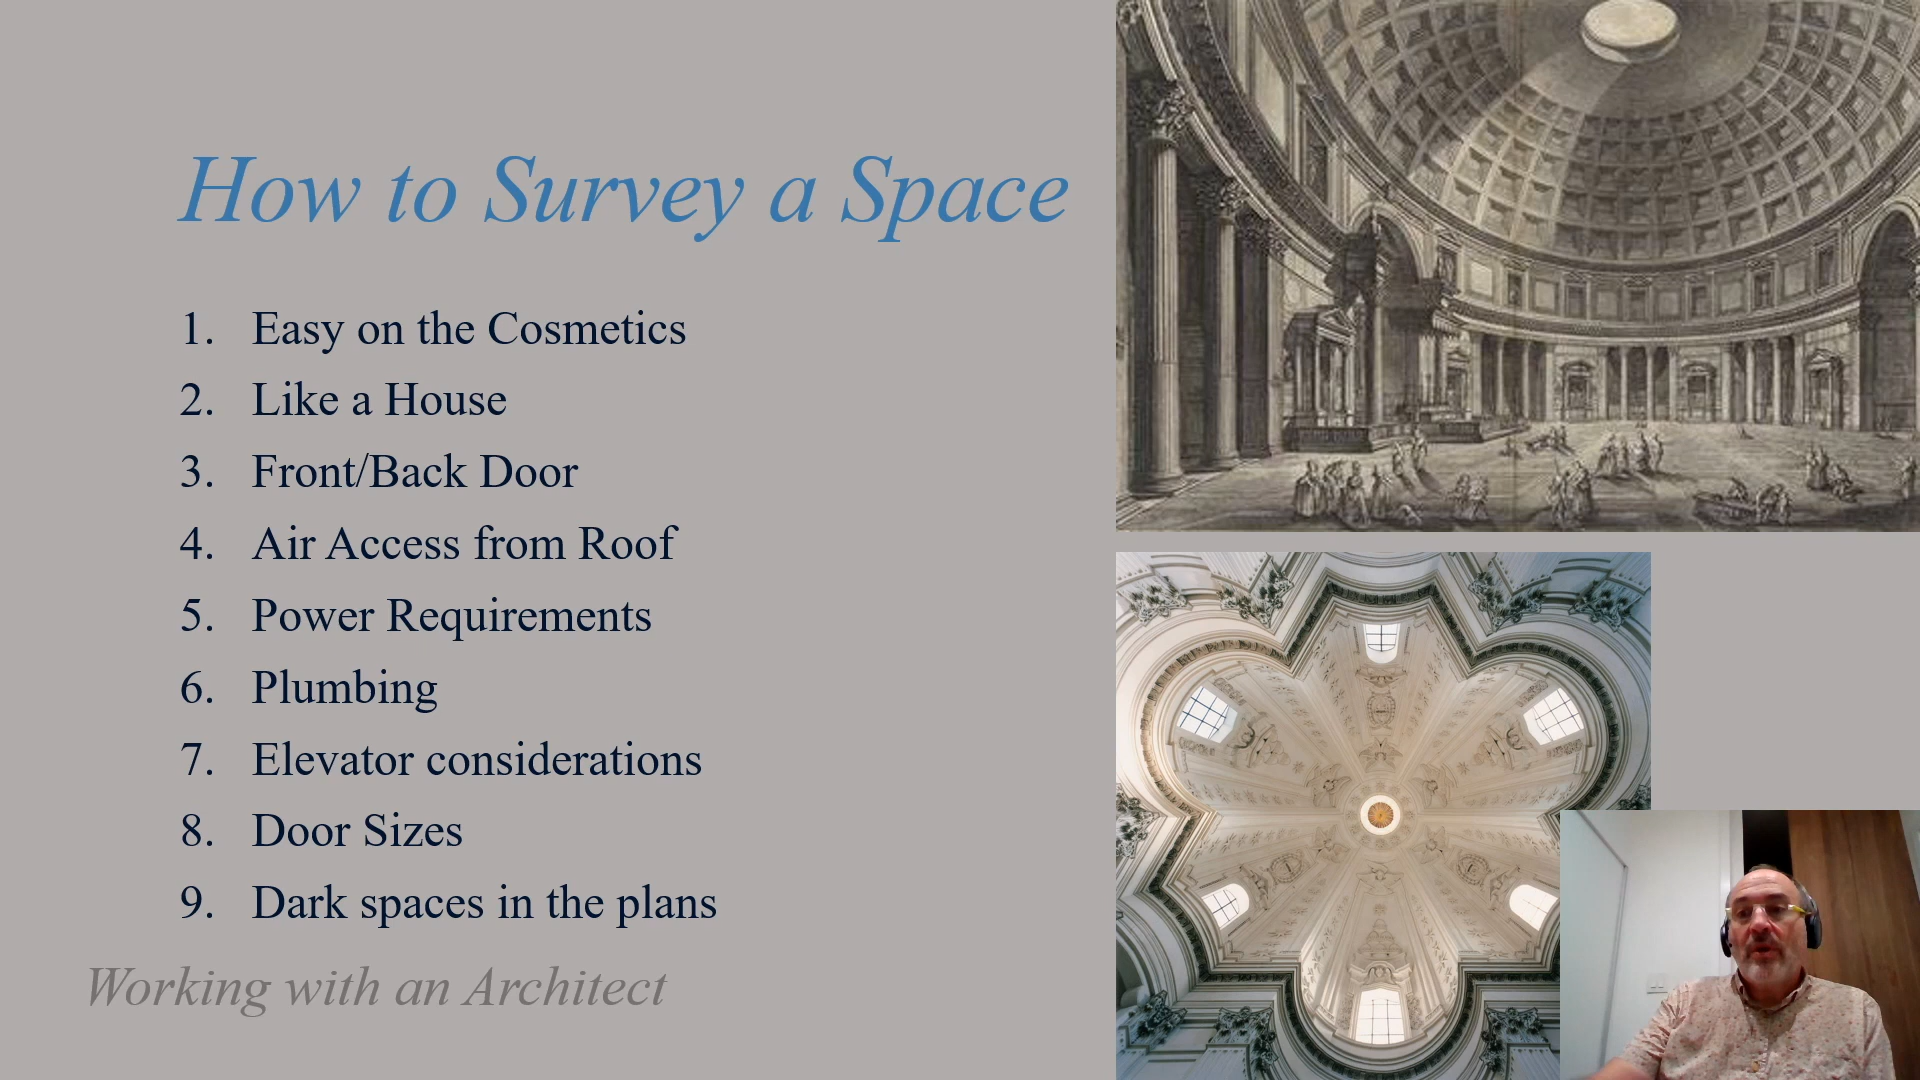 How to Survey a Space
1. Easy on the Cosmetics
2. Like a House
3. Front/Back Door
4. Air Access from Roof
5. Power Requirements
6. Plumbing
7. Elevator considerations
8. Door Sizes
9. Dark spaces in the plans
Working with an Architect